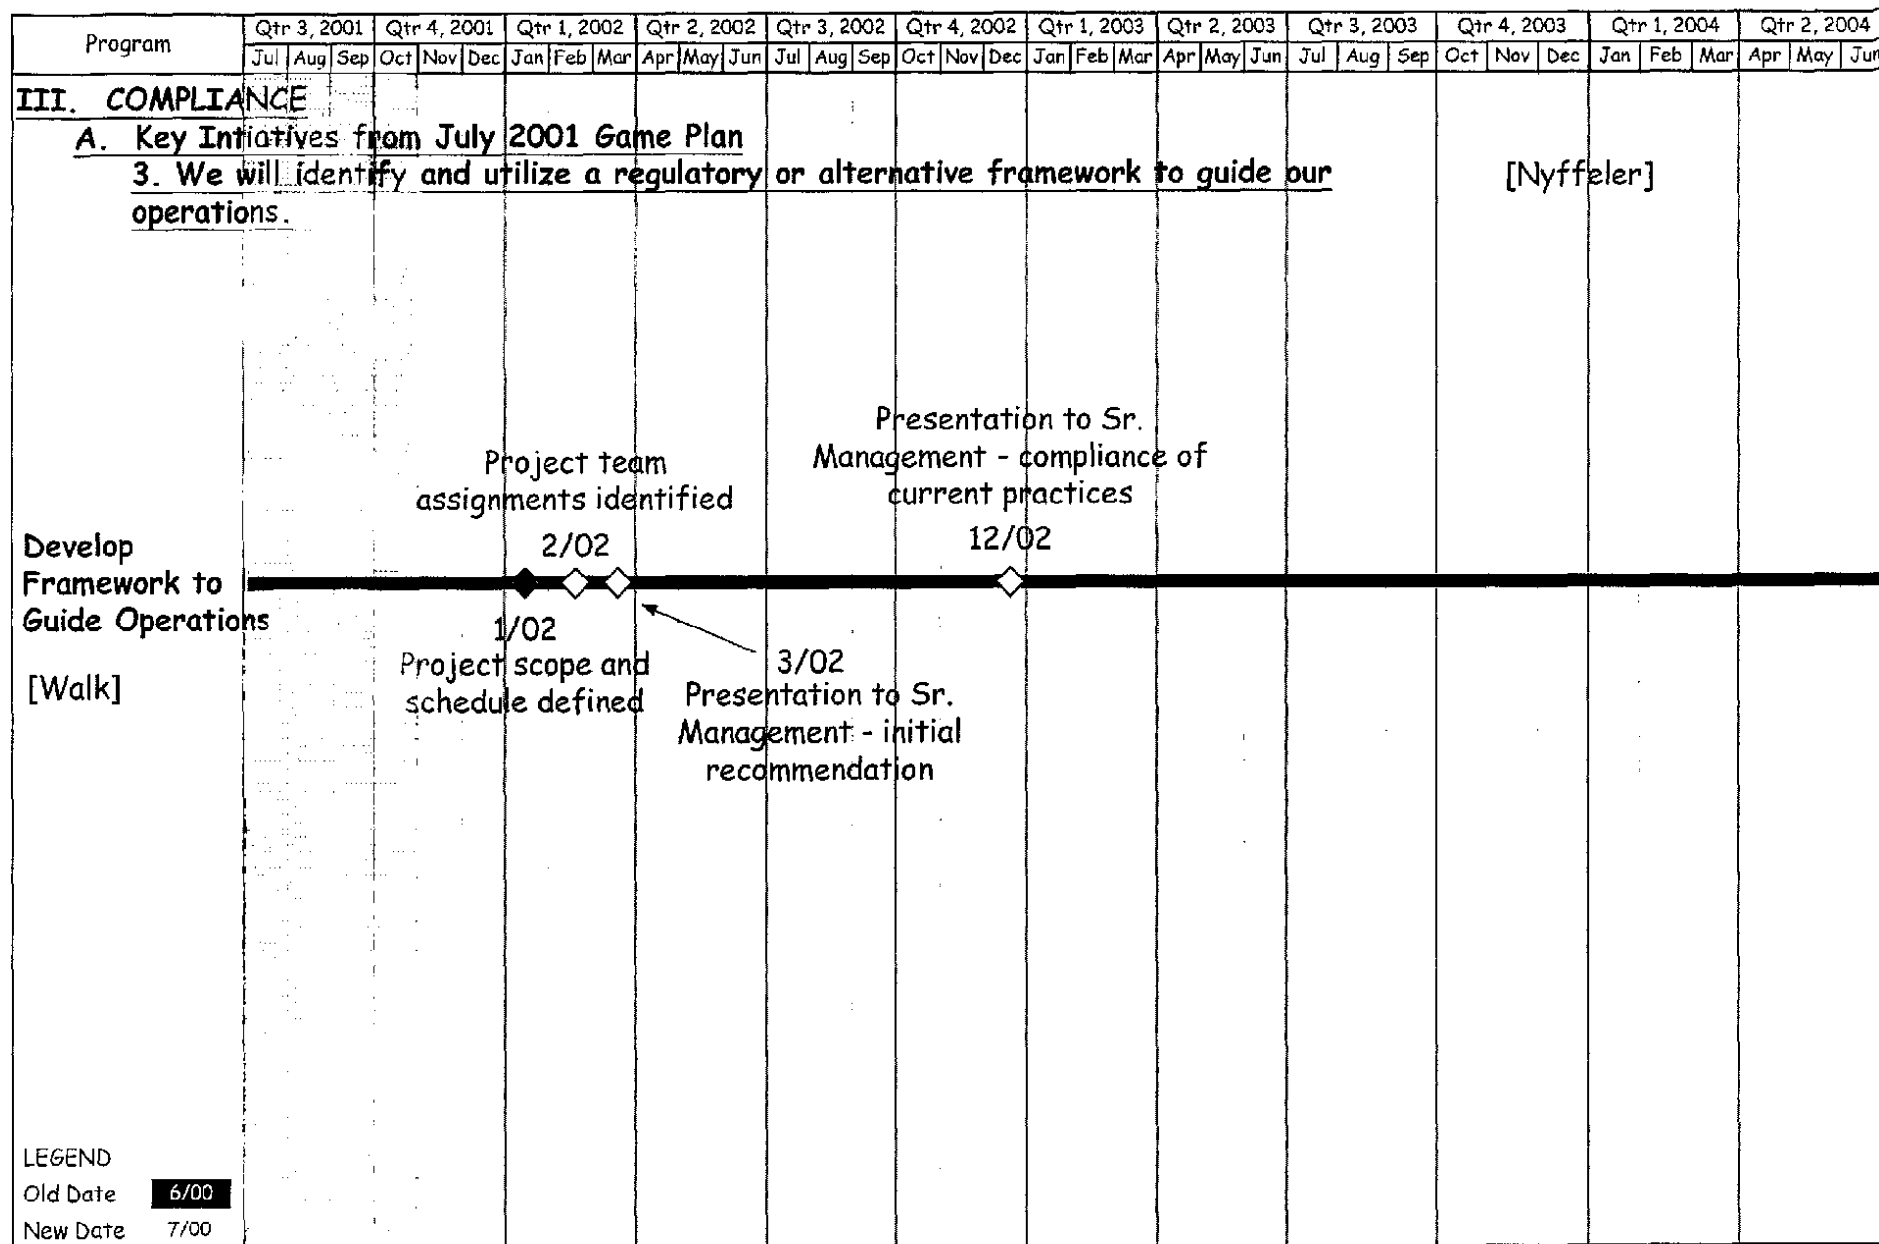 Program
Qtr 3, 2001 Qtr 4, 2001 Qtr 1, 2002 Qtr 2, 2002 Qtr 3, 2002 Qtr 4, 2002 Qtr 1, 2003 Qtr 2, 2003 Qtr 3, 2003 Qtr 4, 2003 Qtr 1, 2004 Qtr 2, 2004
Jul Aug Sep Oct Nov Dec Jan Feb Mar Apr May Jun Jul Aug Sep Oct Nov Dec Jan Feb Mar Apr May Jun Jul Aug Sep Oct Nov Dec Jan Feb Mar Apr May Jun
III. COMPLIANCE
A. Key Intiatives from July 2001 Game Plan
3. We will identify and utilize a regulatory or alternative framework to guide our
operations.
[Nyffeler]
Presentation to Sr.
Management - compliance of
current practices
12/02
Project team
assignments identified
2/02
Develop
Framework to
Guide Operations
[Walk]
1/02
Project scope and
schedule defined
3/02
Presentation to Sr.
Management - initial
recommendation
LEGEND
Old Date 6/00
New Date 7/00